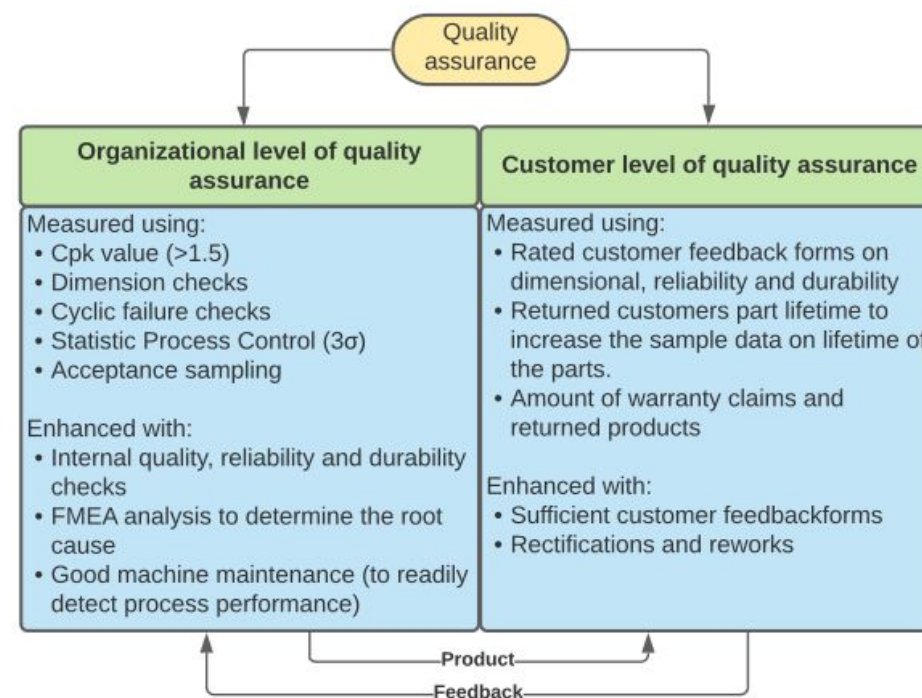 Quality
assurance
Organizational level of quality
assurance
Measured using:
• Cpk value (>1.5)
• Dimension checks
• Cyclic failure checks
• Statistic Process Control (3σ)
• Acceptance sampling
Enhanced with:
• Internal quality, reliability and durability
checks
• FMEA analysis to determine the root
cause
• Good machine maintenance (to readily
detect process performance)
Customer level of quality assurance
Measured using:
• Rated customer feedback forms on
dimensional, reliability and durability
• Returned customers part lifetime to
increase the sample data on lifetime of
the parts.
• Amount of warranty claims and
returned products
Enhanced with:
• Sufficient customer feedbackforms
• Rectifications and reworks
Product
Feedback